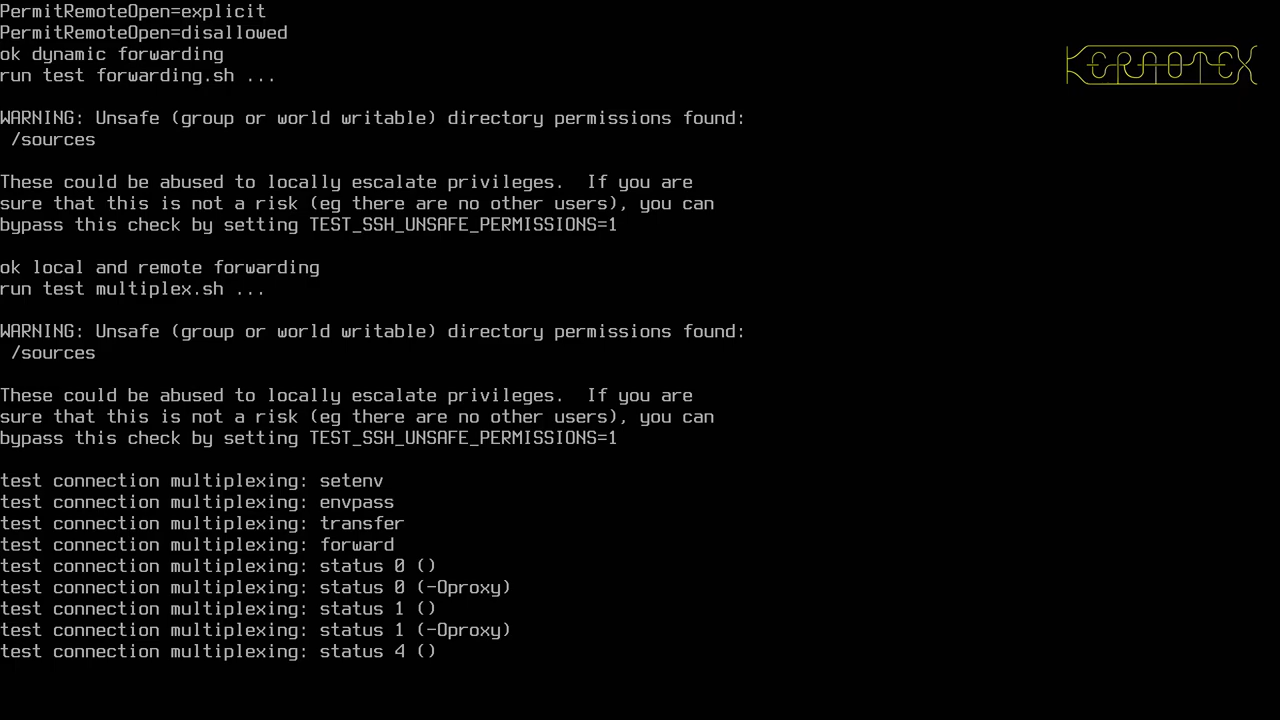 PermitRemoteOpen=explicit
PermitRemoteOpen=disallowed
ok dynamic forwarding
run test forwarding.sh ...
KERNOTEX
WARNING: Unsafe (group or world writable) directory permissions found:
 /sources
These could be abused to locally escalate privileges.  If you are
sure that this is not a risk (eg there are no other users), you can
bypass this check by setting TEST_SSH_UNSAFE_PERMISSIONS=1
ok local and remote forwarding
run test multiplex.sh ...
WARNING: Unsafe (group or world writable) directory permissions found:
 /sources
These could be abused to locally escalate privileges.  If you are
sure that this is not a risk (eg there are no other users), you can
bypass this check by setting TEST_SSH_UNSAFE_PERMISSIONS=1
test connection multiplexing: setenv
test connection multiplexing: envpass
test connection multiplexing: transfer
test connection multiplexing: forward
test connection multiplexing: status 0 ()
test connection multiplexing: status 0 (-Oproxy)
test connection multiplexing: status 1 ()
test connection multiplexing: status 1 (-Oproxy)
test connection multiplexing: status 4 ()